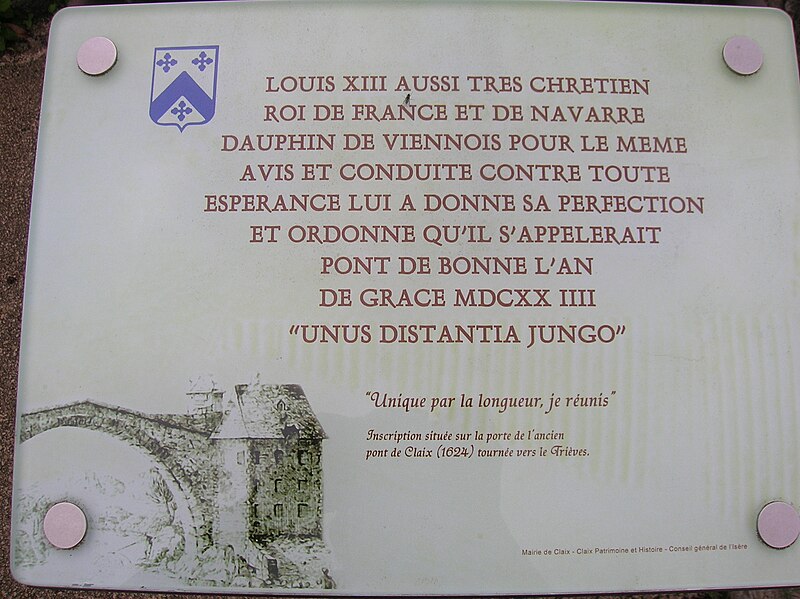 LOUIS XIII AUSSI TRES CHRETIEN
ROI DE FRANCE ET DE NAVARRE
DAUPHIN DE VIENNOIS POUR LE MEME
AVIS ET CONDUITE CONTRE TOUTE
ESPERANCE LUI A DONNE SA PERFECTION
ET ORDONNE QU'IL S'APPELERAIT
PONT DE BONNE L'AN
DE GRACE MDCXX IIII
"UNUS DISTANTIA JUNGO"
"Unique par la longueur, je réunis"
Inscription située sur la porte de l'ancien
pont de Claix (1624) tournée vers le Trièves.
Mairie de Claix - Claix Patrimoine et Histoire - Conseil général de l'Isère